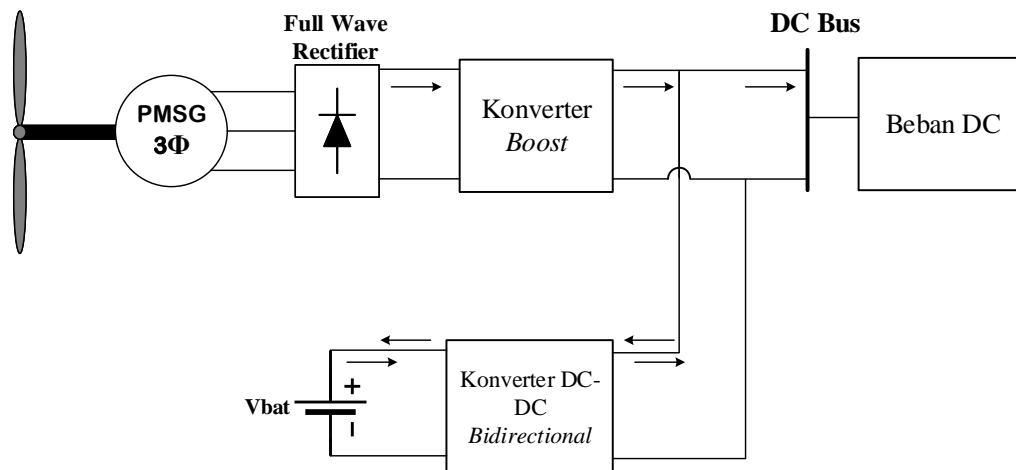 Full Wave
Rectifier
DC Bus
PMSG
3Φ
Konverter
Boost
Beban DC
Konverter DC-
DC
Bidirectional
Vbat
+
−